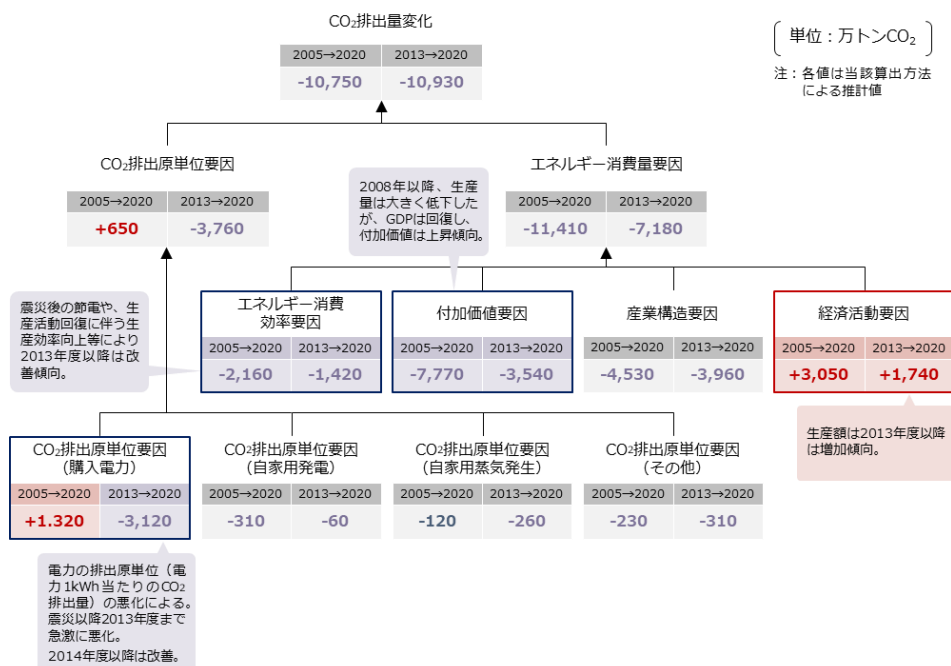 CO₂排出量変化
2005→2020 2013→2020
-10,750 -10,930
単位：万トンCO₂
注：各値は当該算出方法
による推計値
CO₂排出原単位要因
2005→2020 2013→2020
+650 -3,760
エネルギー消費量要因
2005→2020 2013→2020
-11,410 -7,180
2008年以降、生産
量は大きく低下した
が、GDPは回復し、
付加価値は上昇傾向。
震災後の節電や、生
産活動回復に伴う生
産効率向上等により
2013年度以降は改
善傾向。
エネルギー消費
効率要因
2005→2020 2013→2020
-2,160 -1,420
付加価値要因
2005→2020 2013→2020
-7,770 -3,540
産業構造要因
2005→2020 2013→2020
-4,530 -3,960
経済活動要因
2005→2020 2013→2020
+3,050 +1,740
生産額は2013年度以降
は増加傾向。
CO₂排出原単位要因
(購入電力)
2005→2020 2013→2020
+1.320 -3,120
CO₂排出原単位要因
(自家用発電)
2005→2020 2013→2020
-310 -60
CO₂排出原単位要因
(自家用蒸気発生)
2005→2020 2013→2020
-120 -260
CO₂排出原単位要因
(その他)
2005→2020 2013→2020
-230 -310
電力の排出原単位（電
力1kWh当たりのCO₂
排出量）の悪化による。
震災以降2013年度まで
急激に悪化。
2014年度以降は改善。